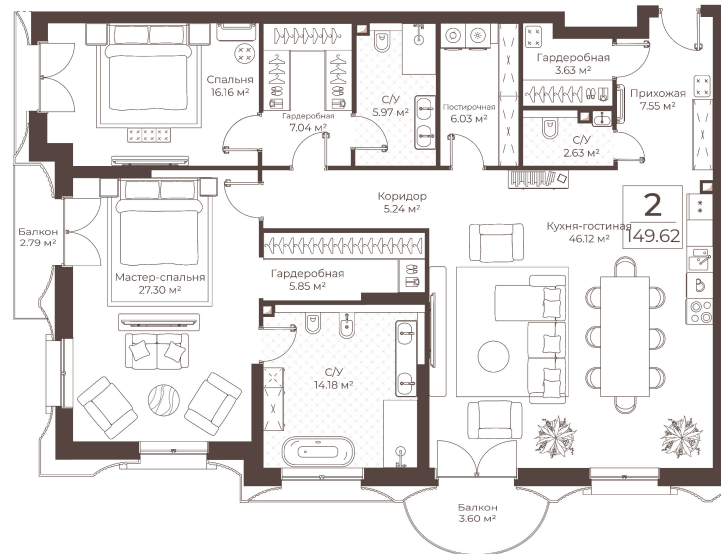 Спальня
16.16 м²
Гардеробная
7.04 м²
С/У
5.97 м²
Постирочная
6.03 м²
Гардеробная
3.63 м²
Прихожая
7.55 м²
С/У
2.63 м²
Коридор
5.24 м²
2
149.62
Кухня-гостиная
46.12 м²
Балкон
2.79 м²
Мастер-спальня
27.30 м²
Гардеробная
5.85 м²
С/У
14.18 м²
Балкон
3.60 м²